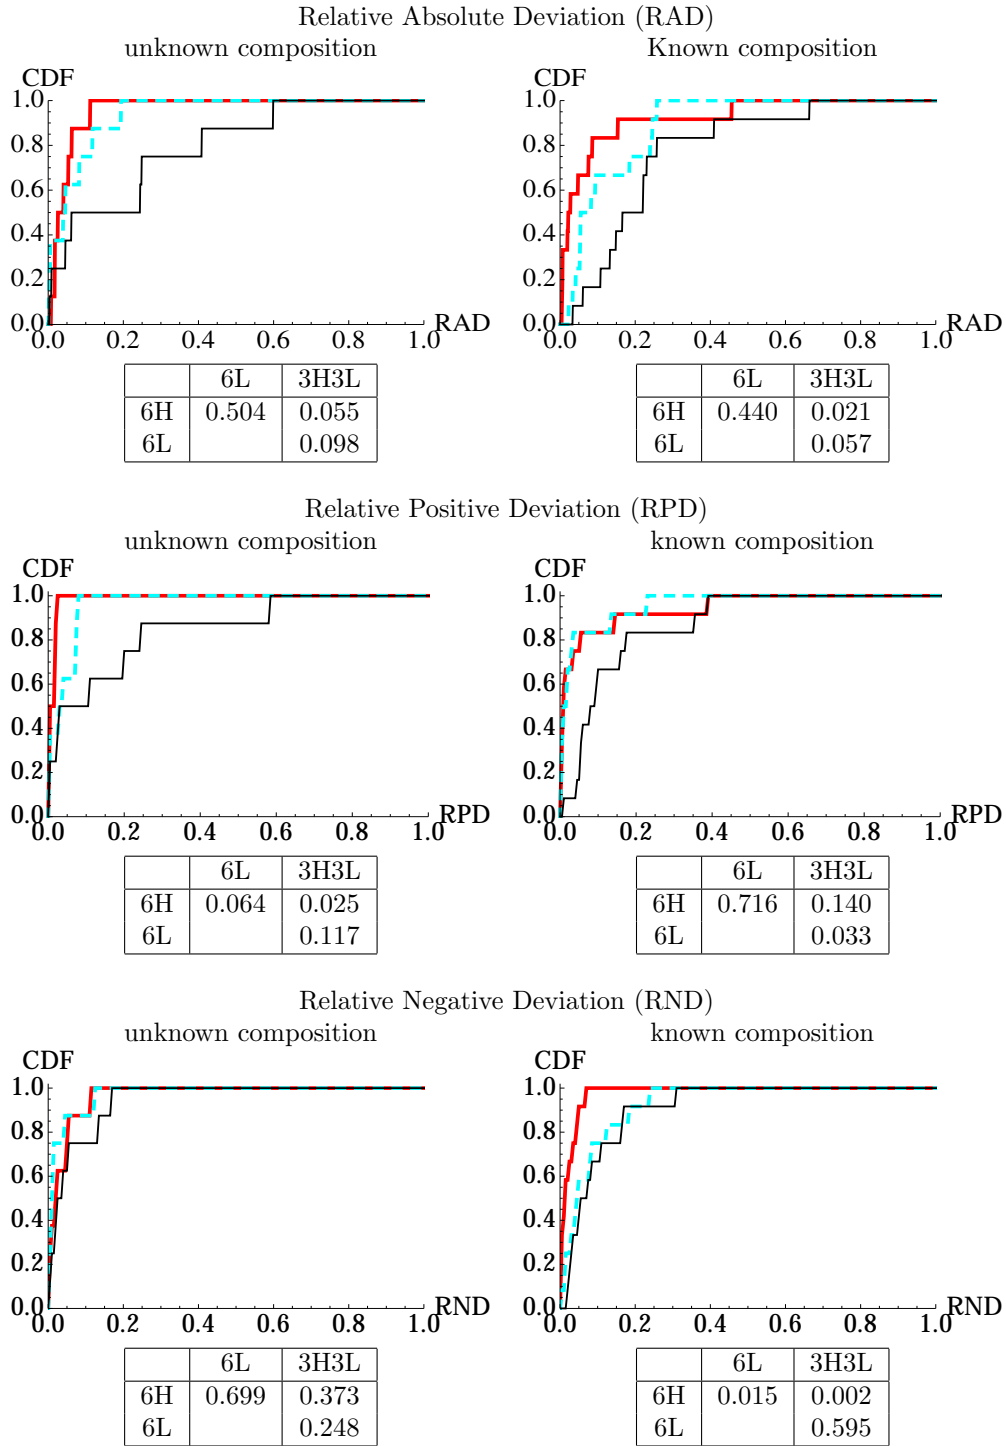 Relative Absolute Deviation (RAD)
unknown composition
Known composition
CDF
1.0
0.8
0.6
0.4
0.2
0.0
0.0 0.2 0.4 0.6 0.8 1.0
RAD
CDF
1.0
0.8
0.6
0.4
0.2
0.0
0.0 0.2 0.4 0.6 0.8 1.0
RAD
6L 3H3L
6H 0.504 0.055
6L 0.098
6L 3H3L
6H 0.440 0.021
6L 0.057
Relative Positive Deviation (RPD)
unknown composition
known composition
CDF
1.0
0.8
0.6
0.4
0.2
0.0
0.0 0.2 0.4 0.6 0.8 1.0
RPD
CDF
1.0
0.8
0.6
0.4
0.2
0.0
0.0 0.2 0.4 0.6 0.8 1.0
RPD
6L 3H3L
6H 0.064 0.025
6L 0.117
6L 3H3L
6H 0.716 0.140
6L 0.033
Relative Negative Deviation (RND)
unknown composition
known composition
CDF
1.0
0.8
0.6
0.4
0.2
0.0
0.0 0.2 0.4 0.6 0.8 1.0
RND
CDF
1.0
0.8
0.6
0.4
0.2
0.0
0.0 0.2 0.4 0.6 0.8 1.0
RND
6L 3H3L
6H 0.699 0.373
6L 0.248
6L 3H3L
6H 0.015 0.002
6L 0.595